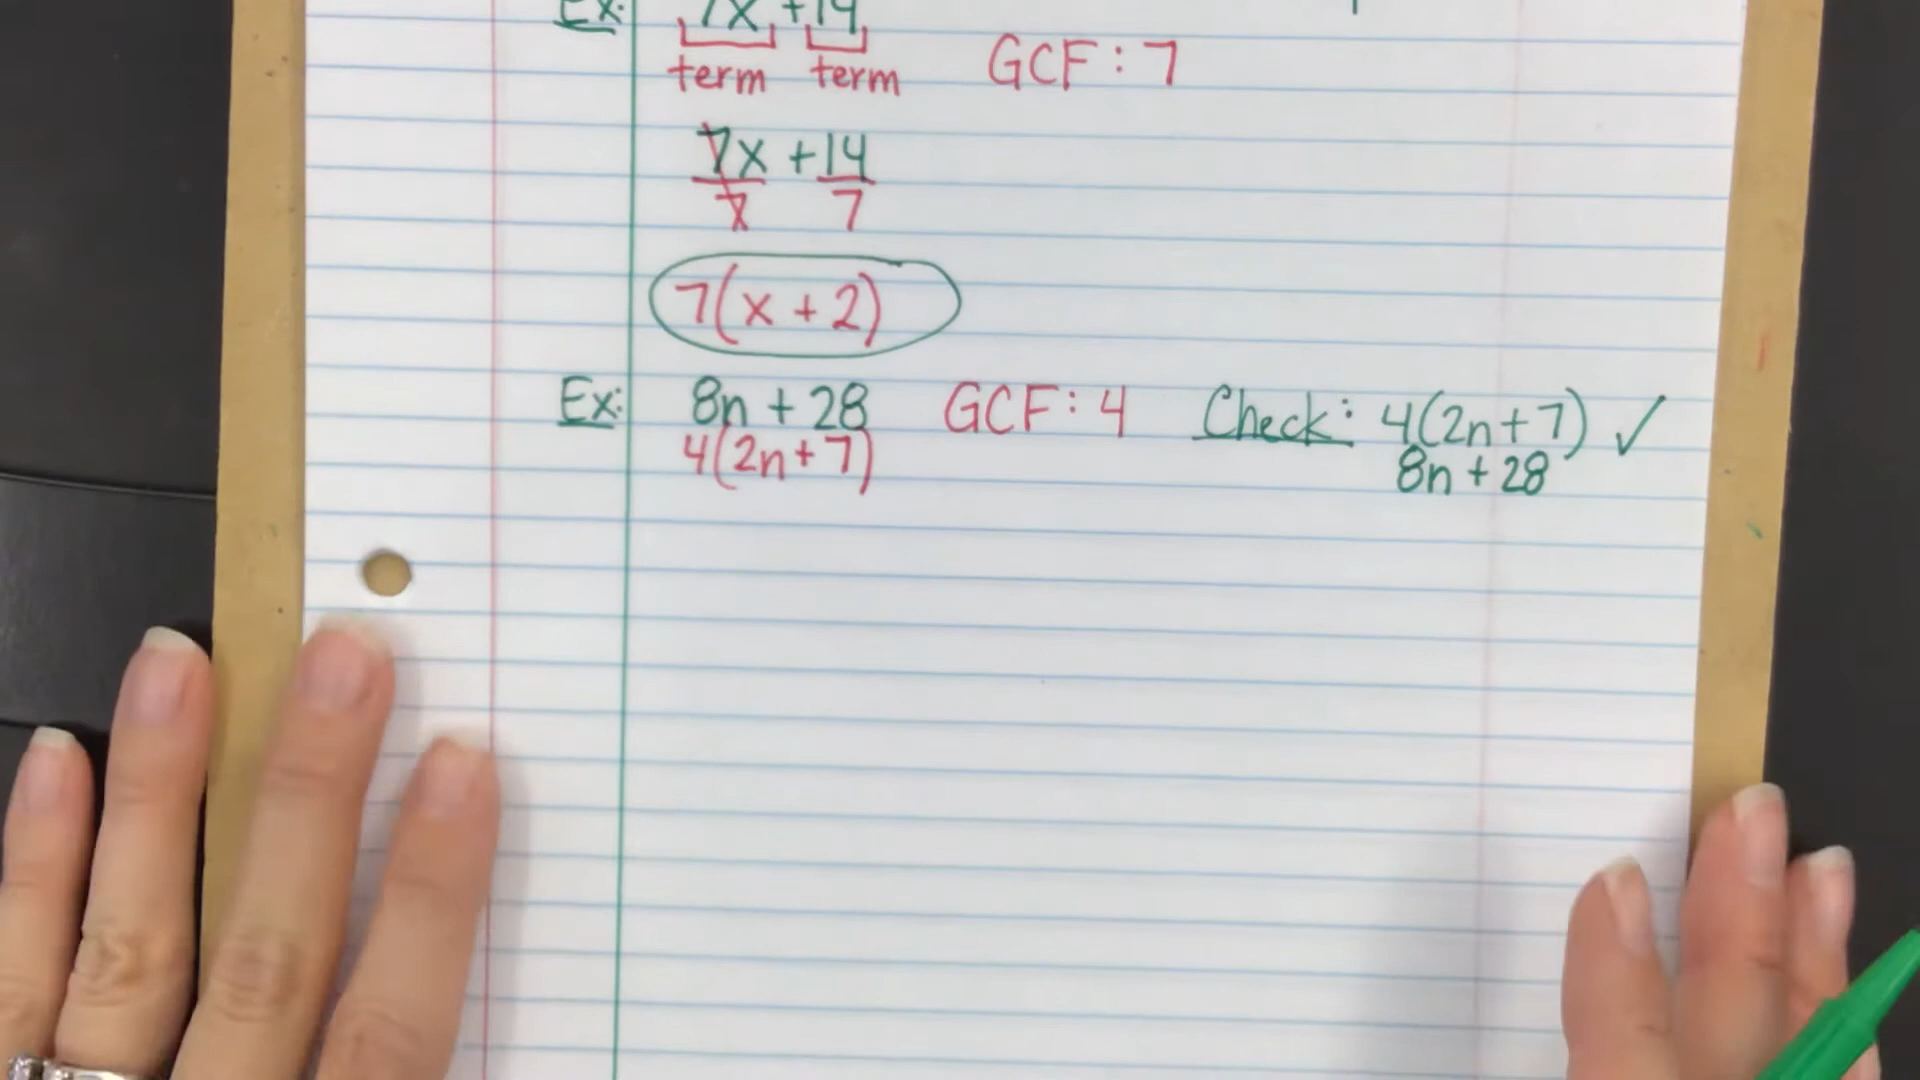 Ex: 7x + 14
term term GCF: 7
7x + 14
7 7
7(x + 2)
Ex: 8n + 28 GCF: 4 Check: 4(2n + 7) ✓
4(2n + 7) 8n + 28